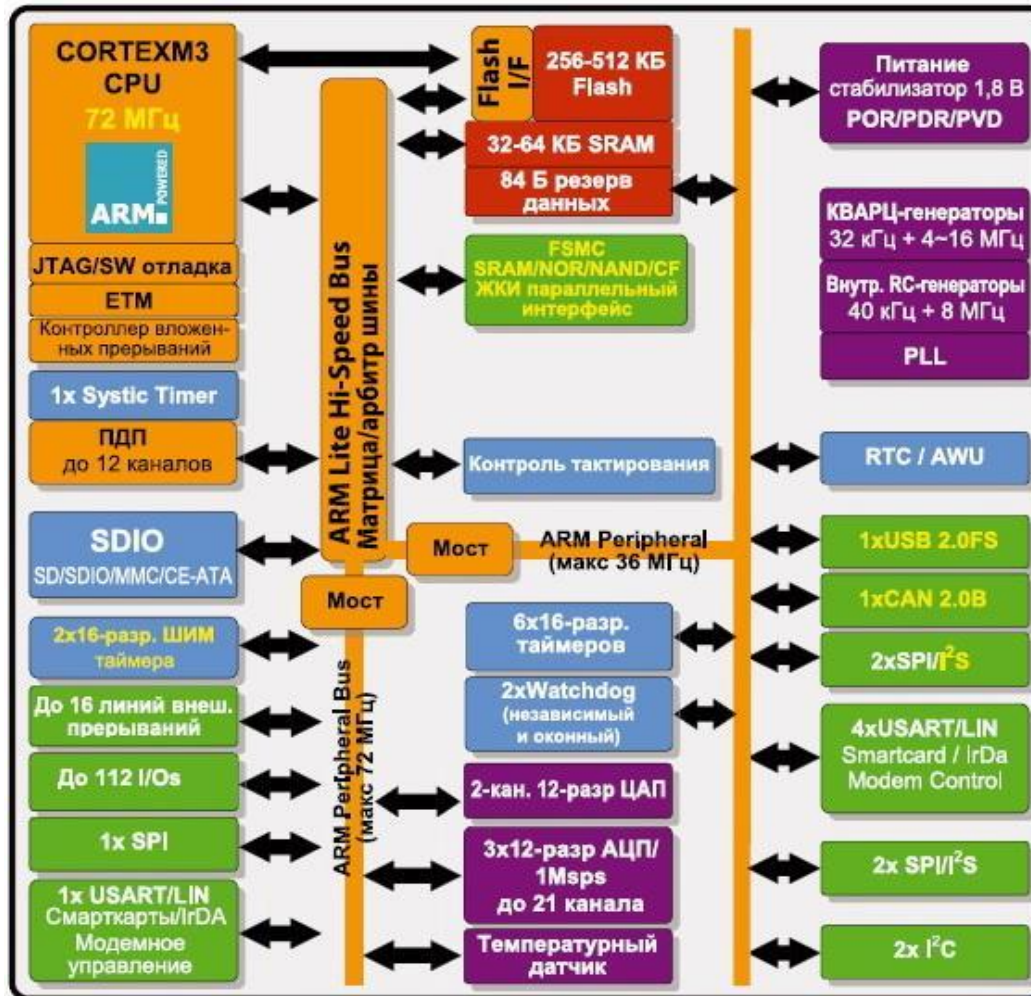 CORTEXM3
CPU
72 МГц
ARM
POWERED
JTAG/SW отладка
ETM
Контроллер вложен-
ных прерываний
1x Systic Timer
ПДП
до 12 каналов
SDIO
SD/SDIO/MMC/CE-ATA
2x16-разр. ШИМ
таймера
До 16 линий внеш.
прерываний
До 112 I/Os
1x SPI
1x USART/LIN
Смарткарты/IrDA
Модемное
управление
ARM Lite Hi-Speed Bus
Матрица/арбитр шины
Мост
Мост
ARM Peripheral
(макс 36 МГц)
ARM Peripheral Bus
(макс 72 МГц)
Flash
I/F
256-512 КБ
Flash
32-64 КБ SRAM
84 Б резерв
данных
FSMC
SRAM/NOR/NAND/CF
ЖКИ параллельный
интерфейс
Контроль тактирования
6x16-разр.
таймеров
2xWatchdog
(независимый
и оконный)
2-кан. 12-разр ЦАП
3x12-разр АЦП/
1Msps
до 21 канала
Температурный
датчик
Питание
стабилизатор 1,8 В
POR/PDR/PVD
КВАРЦ-генераторы
32 кГц + 4~16 МГц
Внутр. RC-генераторы
40 кГц + 8 МГц
PLL
RTC / AWU
1xUSB 2.0FS
1xCAN 2.0B
2xSPI/I²S
4xUSART/LIN
Smartcard / IrDa
Modem Control
2x SPI/I²S
2x I²C